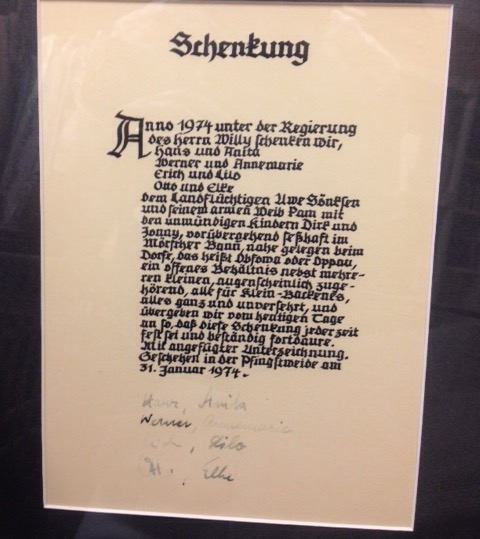 Schenkung
Anno 1974 unter der Regierung
des Herrn Willy schenken wir,
Hans und Anita
Werner und Annemarie
Erich und Lilo
Otto und Elke
dem Landflüchtigen Uwe Sönksen
und seinem armen Weib Pam mit
den unmündigen Kindern Dirk und
Jonny, vorübergehend seßhaft im
Mötscher Bann, nahe gelegen beim
Dorfe, das heißt Opfowa oder Oppau,
ein offenes Behältnis nebst mehre-
ren kleinen, augenscheinlich zuge-
hörend, alle für Klein-Backenes,
alles ganz und unversehrt, und
übergeben wir vom heutigen Tage
an so, daß diese Schenkung jederzeit
fest sei und beständig fortdaure.
Mit angefügter Unterzeichnung.
Geschehen in der Pfingstweide am
31. Januar 1974.
Hans, Anita
Werner, Annemarie
, Lilo
, Elke